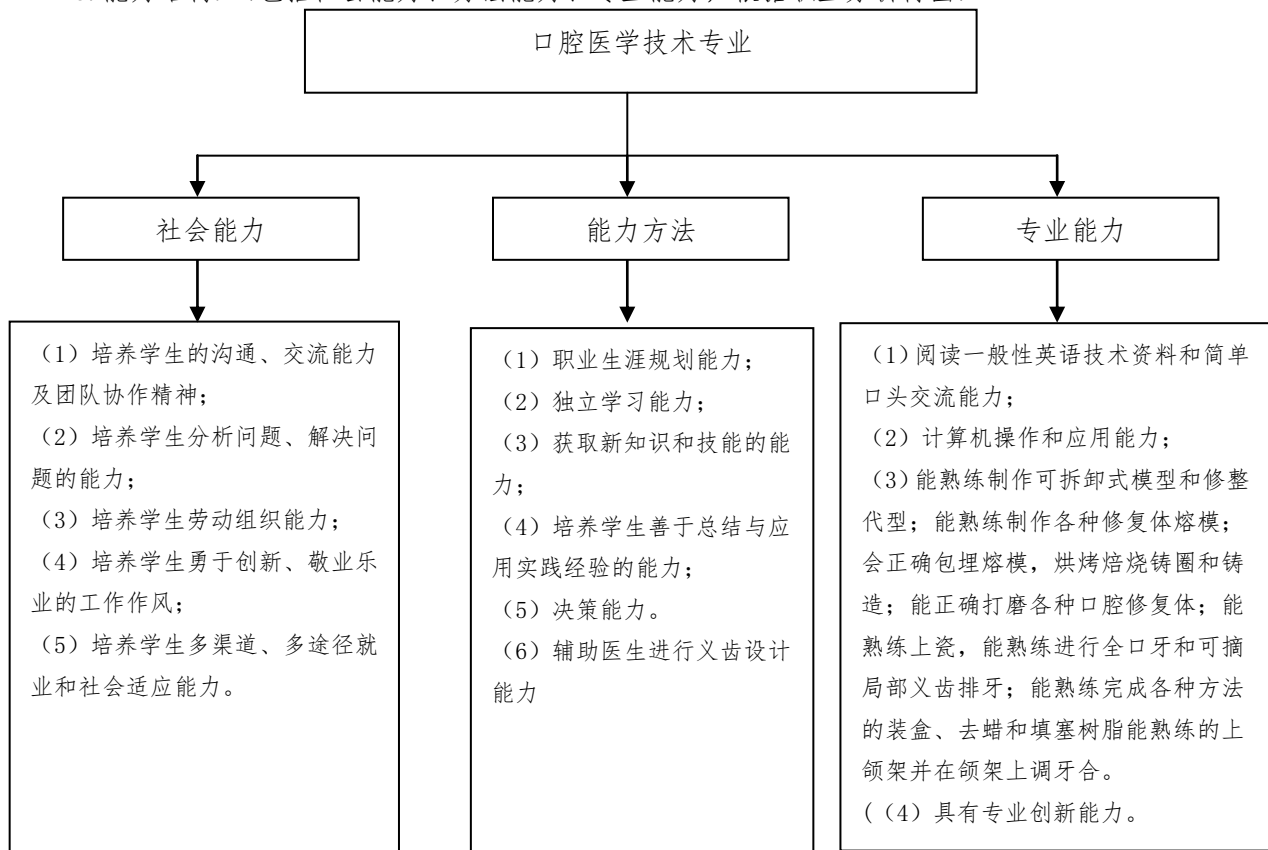 口腔医学技术专业
社会能力
能力方法
专业能力
（1）培养学生的沟通、交流能力
及团队协作精神；
（2）培养学生分析问题、解决问
题的能力；
（3）培养学生劳动组织能力；
（4）培养学生勇于创新、敬业乐
业的工作作风；
（5）培养学生多渠道、多途径就
业和社会适应能力。
（1）职业生涯规划能力；
（2）独立学习能力；
（3）获取新知识和技能的能
力；
（4）培养学生善于总结与应
用实践经验的能力；
（5）决策能力。
（6）辅助医生进行义齿设计
能力
（1）阅读一般性英语技术资料和简单
口头交流能力；
（2）计算机操作和应用能力；
（3）能熟练制作可拆卸式模型和修整
代型；能熟练制作各种修复体熔模；
会正确包埋熔模，烘烤焙烧铸圈和铸
造；能正确打磨各种口腔修复体；能
熟练上瓷，能熟练进行全口牙和可摘
局部义齿排牙；能熟练完成各种方法
的装盒、去蜡和填塞树脂能熟练的上
颌架并在颌架上调牙合。
(（4）具有专业创新能力。